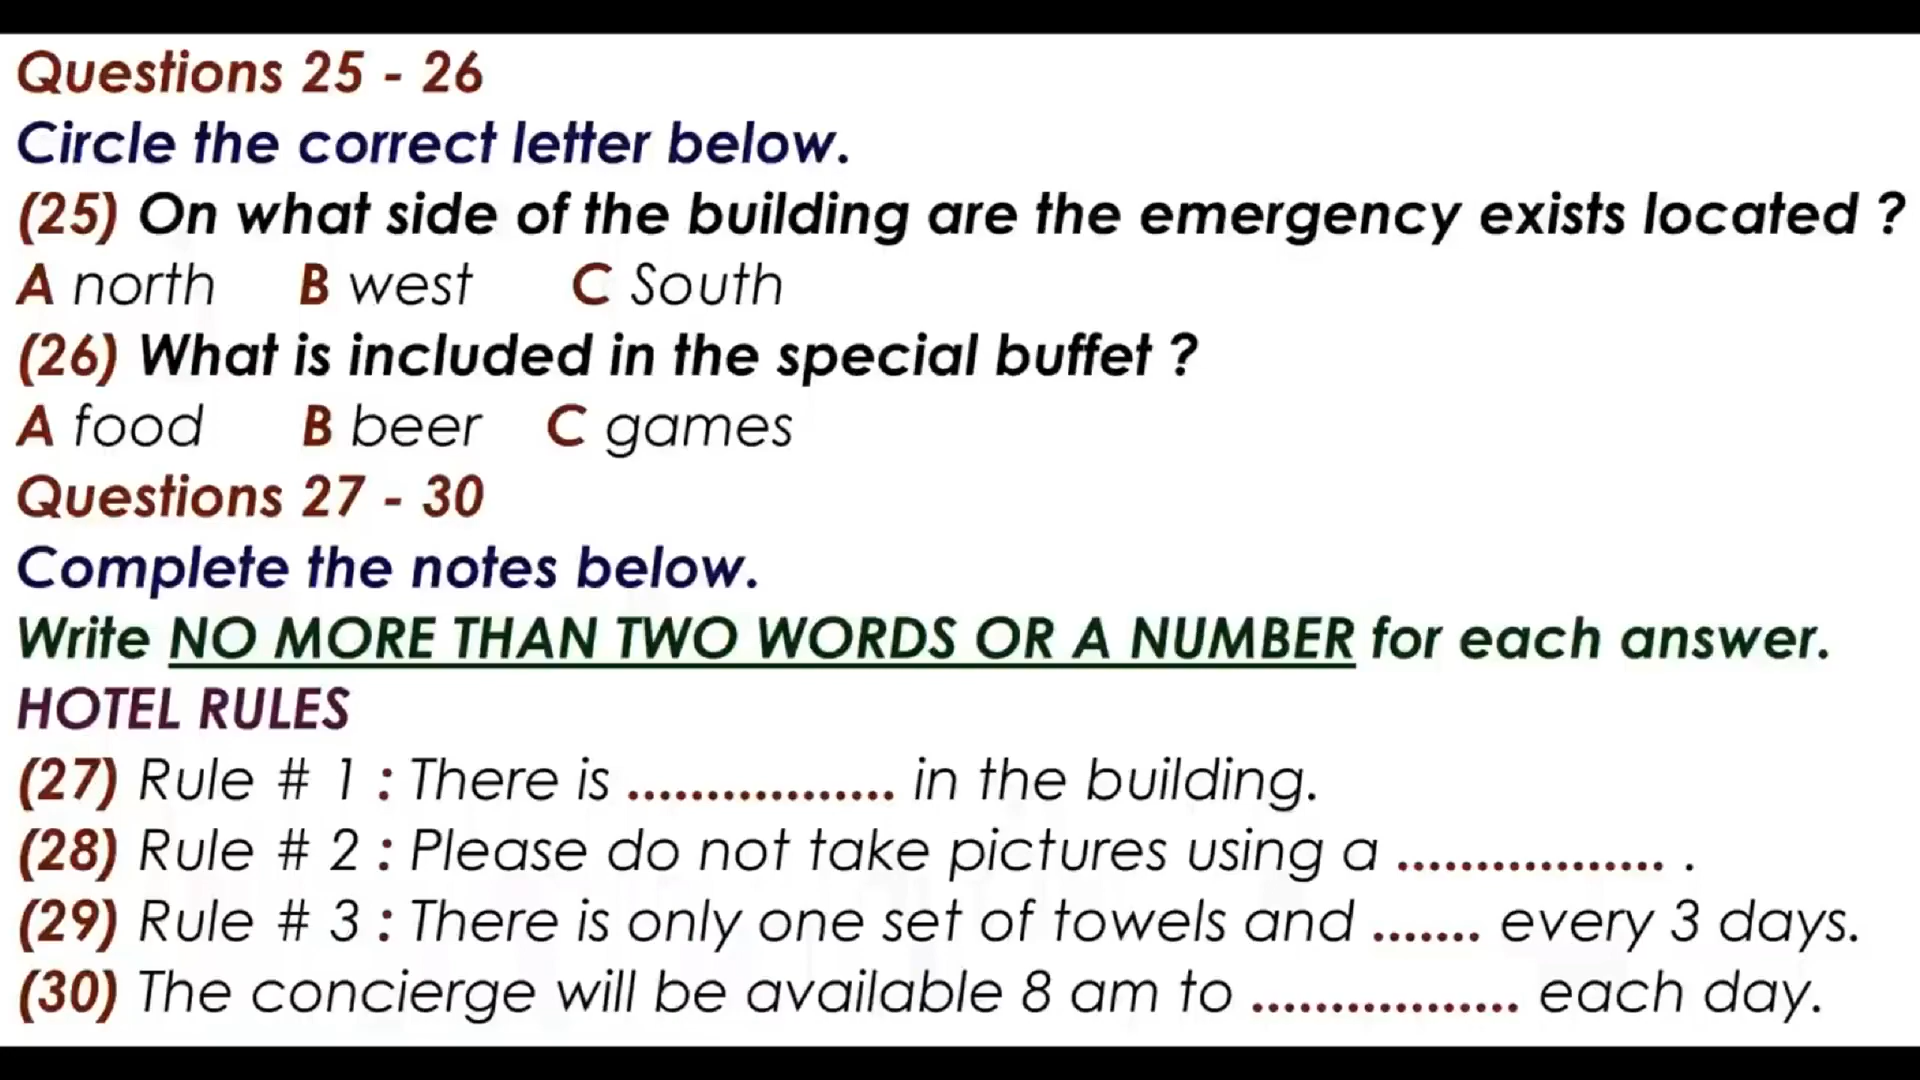 Questions 25 - 26
Circle the correct letter below.
(25) On what side of the building are the emergency exists located ?
A north B west C South
(26) What is included in the special buffet ?
A food B beer C games
Questions 27 - 30
Complete the notes below.
Write NO MORE THAN TWO WORDS OR A NUMBER for each answer.
HOTEL RULES
(27) Rule # 1 : There is ................. in the building.
(28) Rule # 2 : Please do not take pictures using a ................. .
(29) Rule # 3 : There is only one set of towels and ....... every 3 days.
(30) The concierge will be available 8 am to ................. each day.